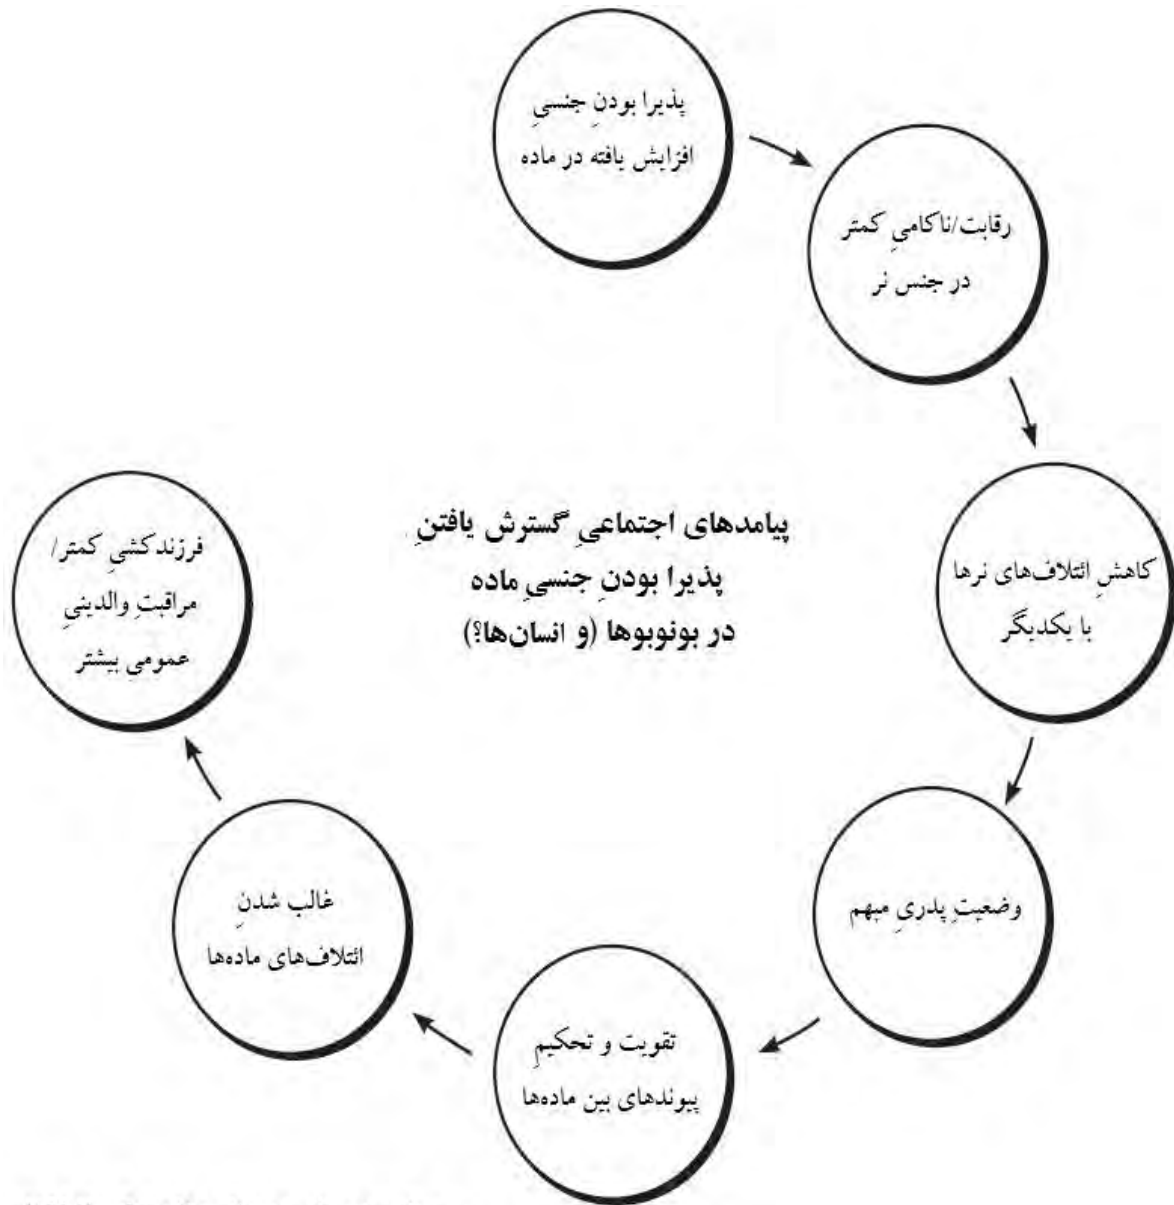 پذیرا بودنِ جنسیِ
افزایش یافته در ماده
رقابت/ناکامیِ کمتر
در جنس نر
کاهشِ ائتلاف‌های نرها
با یکدیگر
وضعیتِ پدریِ مبهم
تقویت و تحکیمِ
پیوندهای بین ماده‌ها
غالب شدنِ
ائتلاف‌های ماده‌ها
فرزندکشیِ کمتر/
مراقبتِ والدینیِ
عمومیِ بیشتر
پیامدهای اجتماعیِ گسترش یافتنِ
پذیرا بودنِ جنسیِ ماده
در بونوبوها (و انسان‌ها؟)